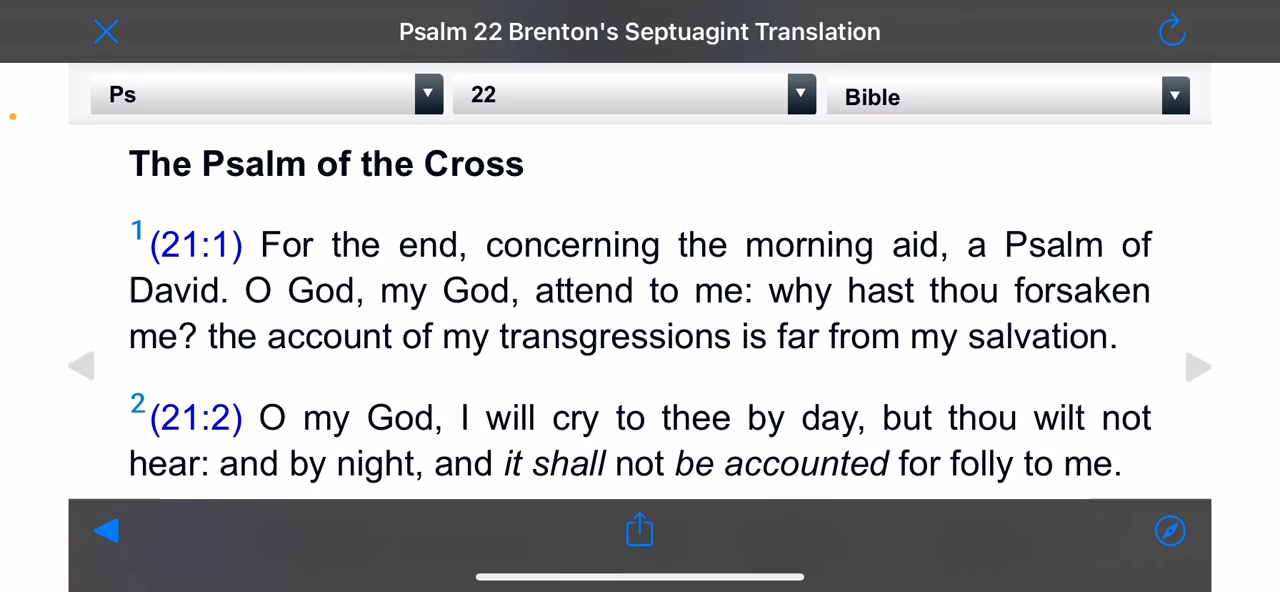 Psalm 22 Brenton's Septuagint Translation
Ps 22 Bible
The Psalm of the Cross
1 (21:1) For the end, concerning the morning aid, a Psalm of
David. O God, my God, attend to me: why hast thou forsaken
me? the account of my transgressions is far from my salvation.
2 (21:2) O my God, I will cry to thee by day, but thou wilt not
hear: and by night, and it shall not be accounted for folly to me.